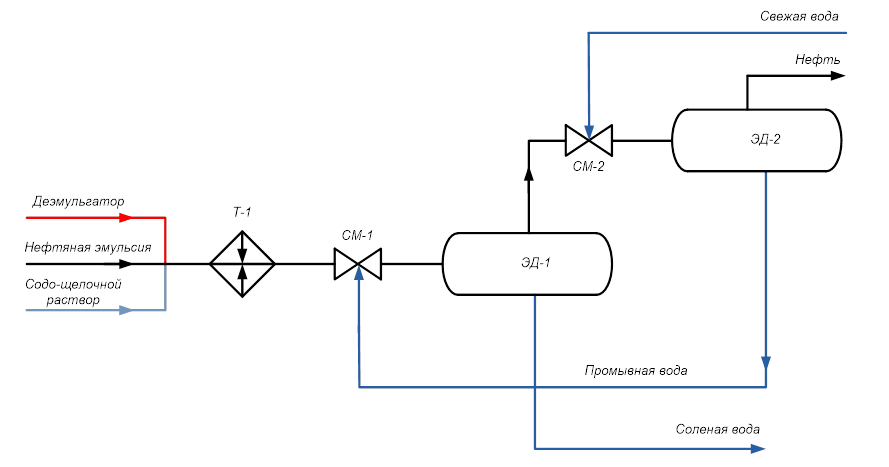 Свежая вода
Нефть
ЭД-2
СМ-2
Деэмульгатор
Т-1
СМ-1
Нефтяная эмульсия
ЭД-1
Содо-щелочной
раствор
Промывная вода
Соленая вода